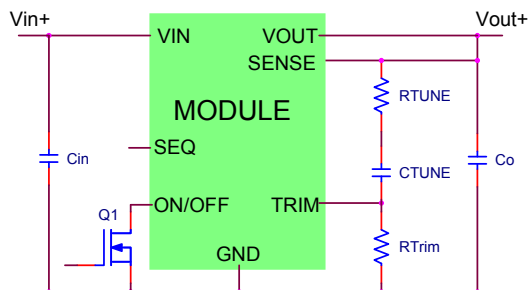 Vin+
Vout+
VIN
VOUT
SENSE
RTUNE
MODULE
SEQ
Cin
CTUNE
Co
ON/OFF
TRIM
Q1
RTrim
GND